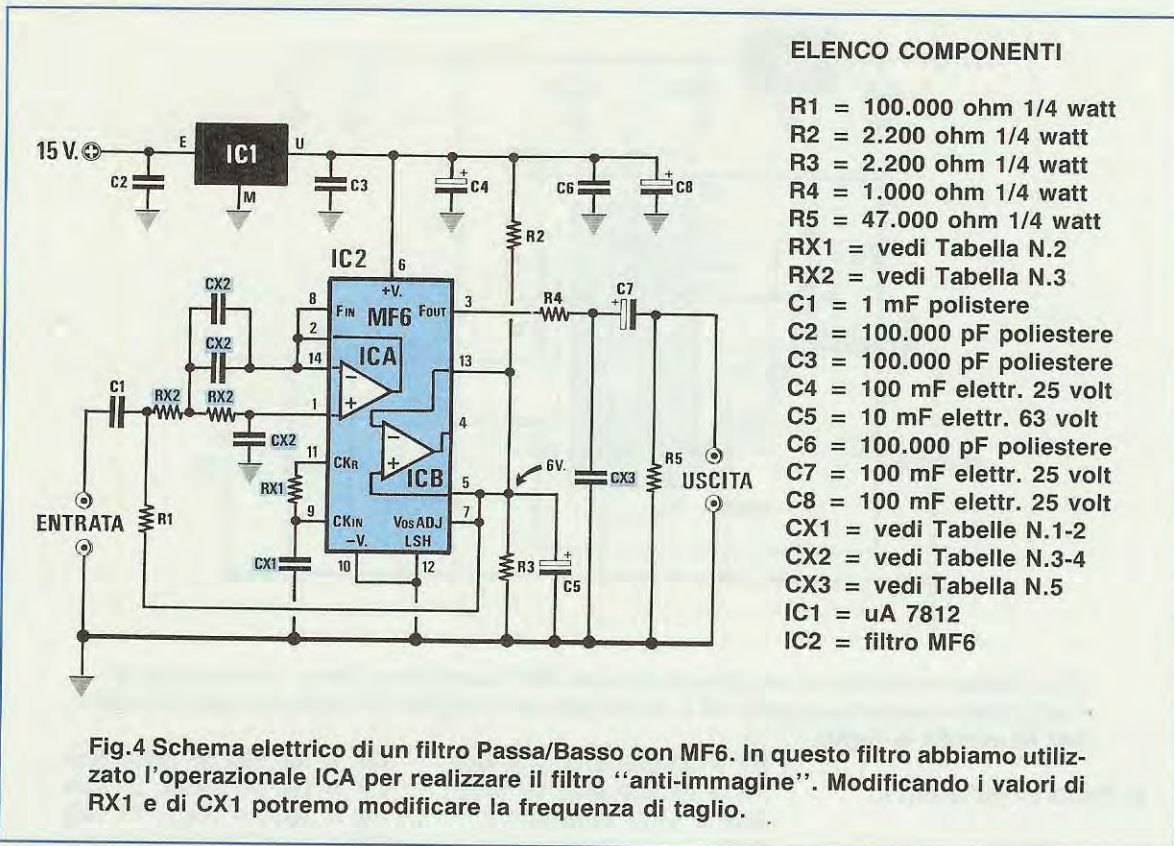 ELENCO COMPONENTI
R1 = 100.000 ohm 1/4 watt
R2 = 2.200 ohm 1/4 watt
R3 = 2.200 ohm 1/4 watt
R4 = 1.000 ohm 1/4 watt
R5 = 47.000 ohm 1/4 watt
RX1 = vedi Tabella N.2
RX2 = vedi Tabella N.3
C1 = 1 mF polistere
C2 = 100.000 pF poliestere
C3 = 100.000 pF poliestere
C4 = 100 mF elettr. 25 volt
C5 = 10 mF elettr. 63 volt
C6 = 100.000 pF poliestere
C7 = 100 mF elettr. 25 volt
C8 = 100 mF elettr. 25 volt
CX1 = vedi Tabelle N.1-2
CX2 = vedi Tabelle N.3-4
CX3 = vedi Tabella N.5
IC1 = uA 7812
IC2 = filtro MF6
15 V.
E
IC1
U
M
C2
C3
+
C4
C6
+
C8
R2
IC2
6
+V.
CX2
8
FIN
MF6
FOUT
3
R4
+
C7
2
ICA
CX2
14
−
13
C1
RX2
RX2
1
+
CX2
−
4
11
CKR
+
ICB
6V.
CX3
R5
USCITA
RX1
5
ENTRATA
R1
9
CKIN
VOS ADJ
7
−V.
LSH
+
CX1
10
12
R3
C5
Fig.4 Schema elettrico di un filtro Passa/Basso con MF6. In questo filtro abbiamo utiliz-
zato l'operazionale ICA per realizzare il filtro "anti-immagine". Modificando i valori di
RX1 e di CX1 potremo modificare la frequenza di taglio.